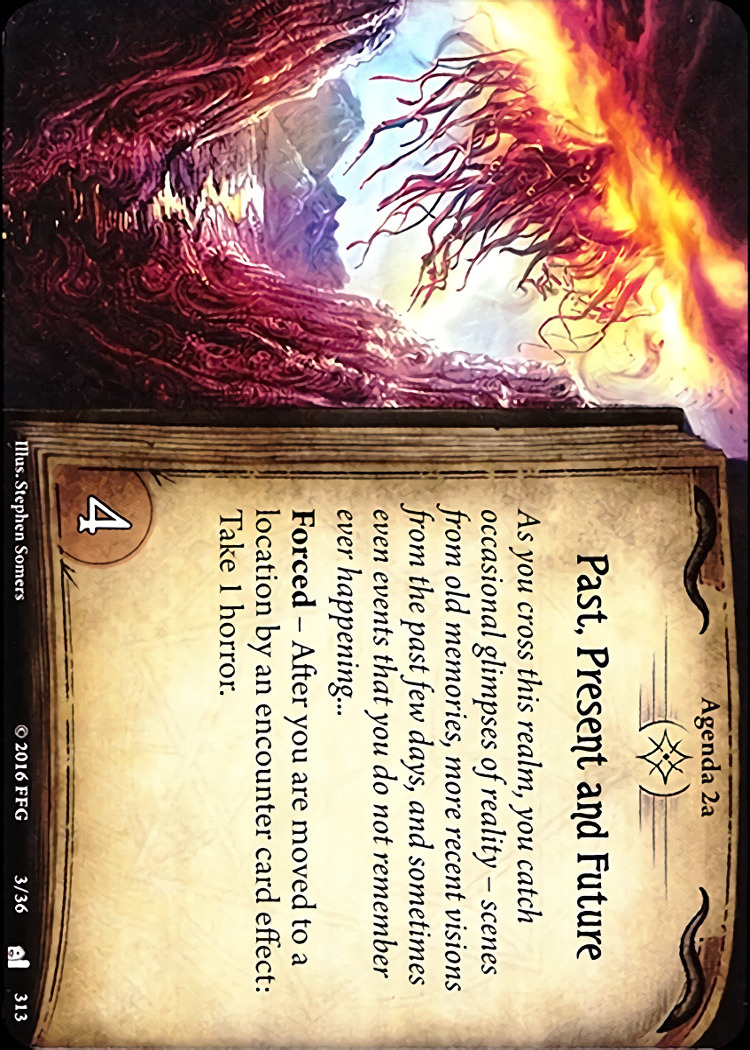 Agenda 2a
Past, Present and Future
As you cross this realm, you catch
occasional glimpses of reality – scenes
from old memories, more recent visions
from the past few days, and sometimes
even events that you do not remember
ever happening...
Forced – After you are moved to a
location by an encounter card effect:
Take 1 horror.
4
Illus. Stephen Somers © 2016 FFG 3/36 313